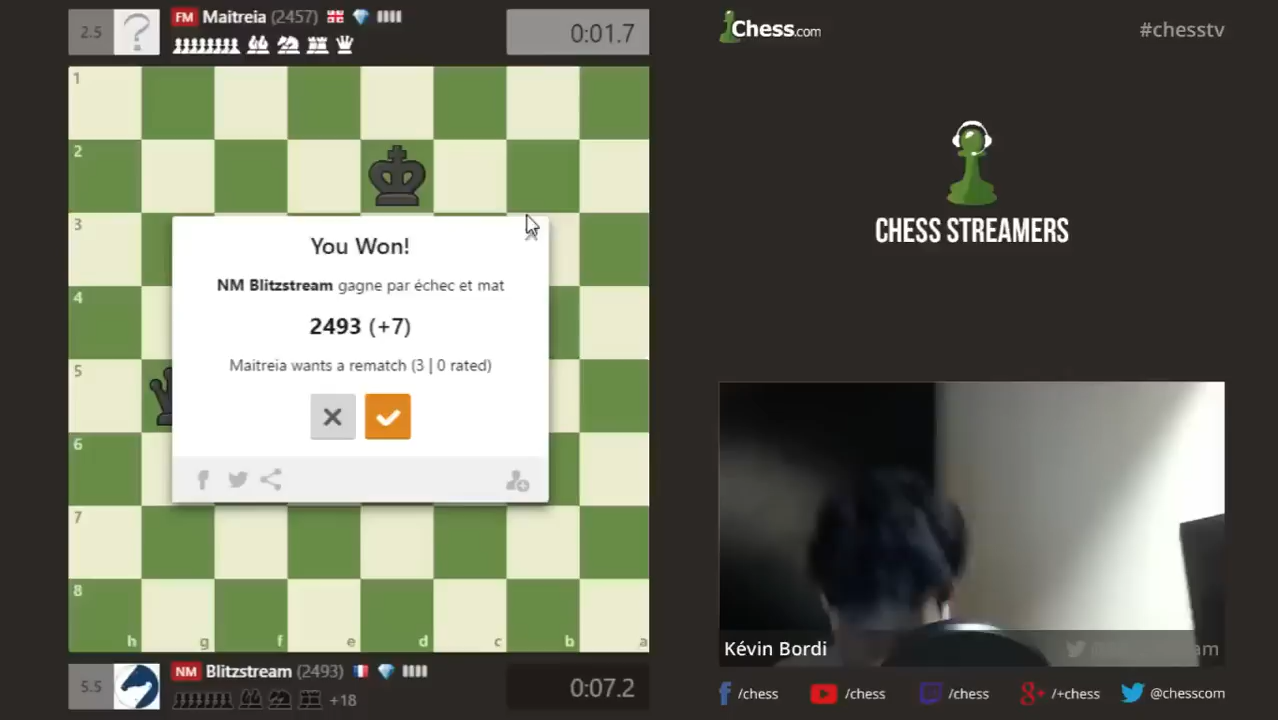 2.5
FM Maitreia (2457)
0:01.7
1
2
3
4
5
6
7
8
h g f e d c b a
You Won!
NM Blitzstream gagne par échec et mat
2493 (+7)
Maitreia wants a rematch (3 | 0 rated)
5.5
NM Blitzstream (2493)
+18
0:07.2
Chess.com
#chesstv
CHESS STREAMERS
Kévin Bordi
/chess /chess /chess /+chess @chesscom